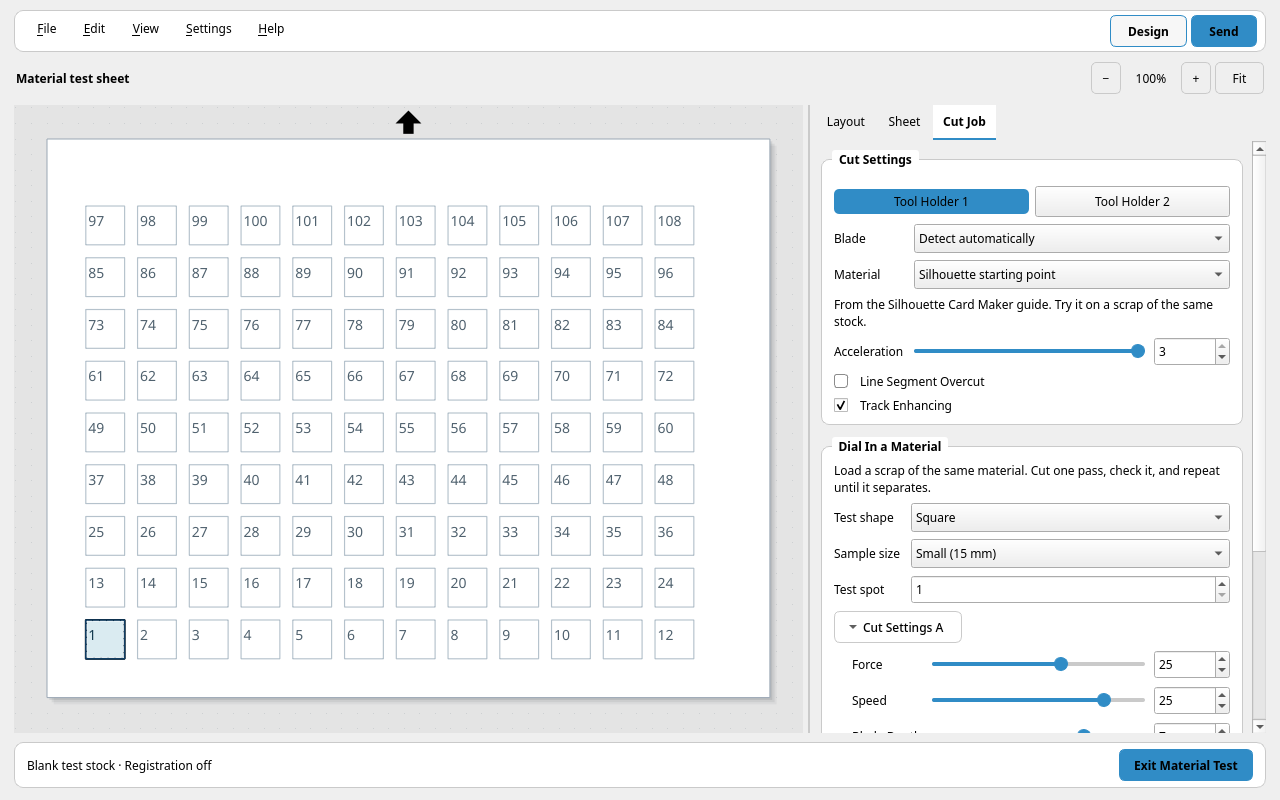 File Edit View Settings Help Design Send
Material test sheet − 100% + Fit
Layout Sheet Cut Job
Cut Settings
Tool Holder 1 Tool Holder 2
Blade Detect automatically
Material Silhouette starting point
From the Silhouette Card Maker guide. Try it on a scrap of the same
stock.
Acceleration 3
Line Segment Overcut
Track Enhancing
Dial In a Material
Load a scrap of the same material. Cut one pass, check it, and repeat
until it separates.
Test shape Square
Sample size Small (15 mm)
Test spot 1
Cut Settings A
Force 25
Speed 25
97 98 99 100 101 102 103 104 105 106 107 108
85 86 87 88 89 90 91 92 93 94 95 96
73 74 75 76 77 78 79 80 81 82 83 84
61 62 63 64 65 66 67 68 69 70 71 72
49 50 51 52 53 54 55 56 57 58 59 60
37 38 39 40 41 42 43 44 45 46 47 48
25 26 27 28 29 30 31 32 33 34 35 36
13 14 15 16 17 18 19 20 21 22 23 24
1 2 3 4 5 6 7 8 9 10 11 12
Blank test stock · Registration off Exit Material Test